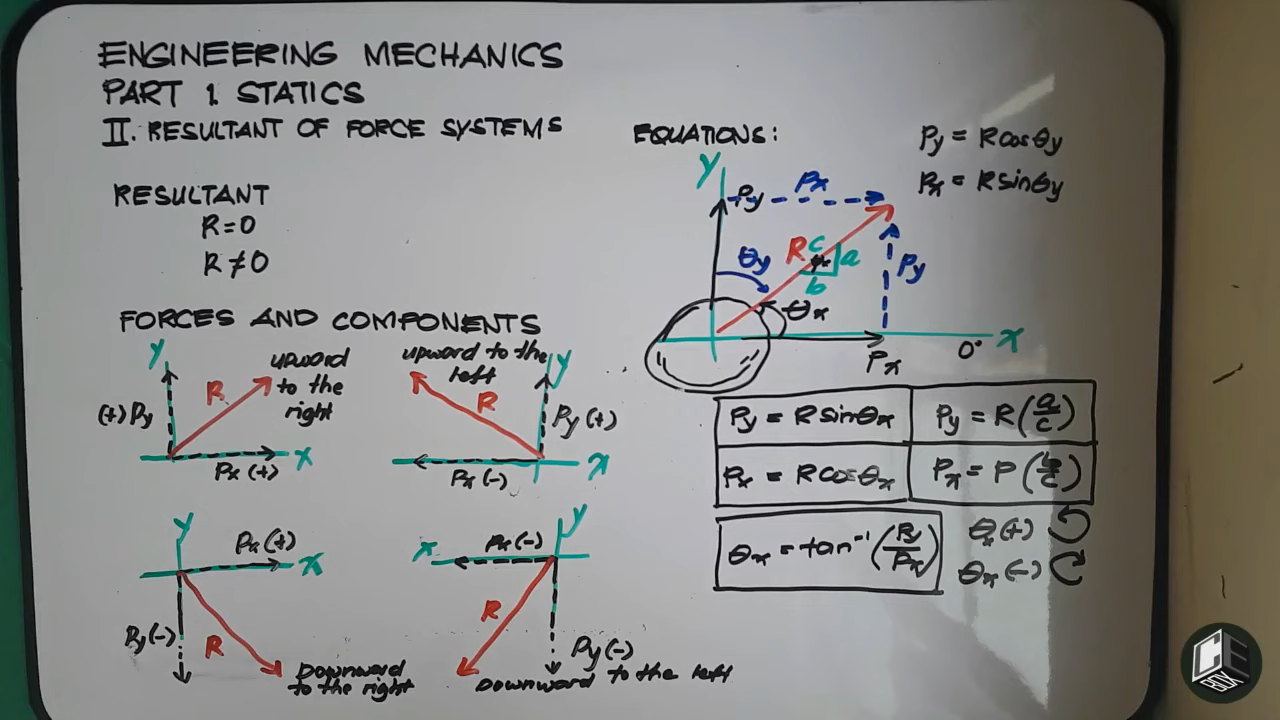 ENGINEERING MECHANICS
PART 1. STATICS
II. RESULTANT OF FORCE SYSTEMS
RESULTANT
R=0
R≠0
FORCES AND COMPONENTS
Y
(+) Py
R
upward
to the
right
Px (+)
X
upward to the
left
Y
R
Py (+)
Px (-)
X
Y
Px (+)
X
Py (-)
R
Downward
to the right
Y
X
Px (-)
R
Py (-)
Downward to the left
EQUATIONS:
Py = R cos θy
Px = R sin θy
Y
Py
Px
θy
R
c
a
b
Py
θx
Px
0°
X
Py = R sin θx
Py = R (a/c)
Px = R cos θx
Px = P (b/c)
θx = tan⁻¹ (Py/Px)
θx (+)
θx (-)
CE
BOX